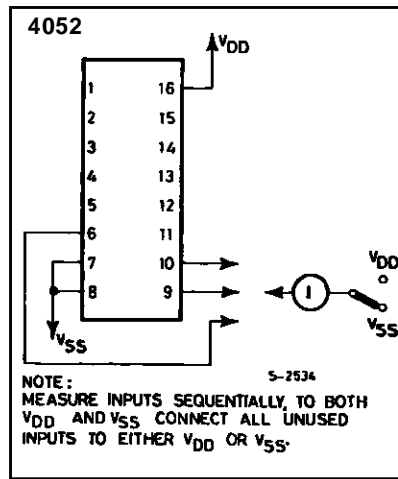 4052
VDD
1 16
2 15
3 14
4 13
5 12
6 11
7 10
8 9
VDD
I
VSS
VSS
S-2534
NOTE:
MEASURE INPUTS SEQUENTIALLY, TO BOTH
VDD AND VSS CONNECT ALL UNUSED
INPUTS TO EITHER VDD OR VSS.